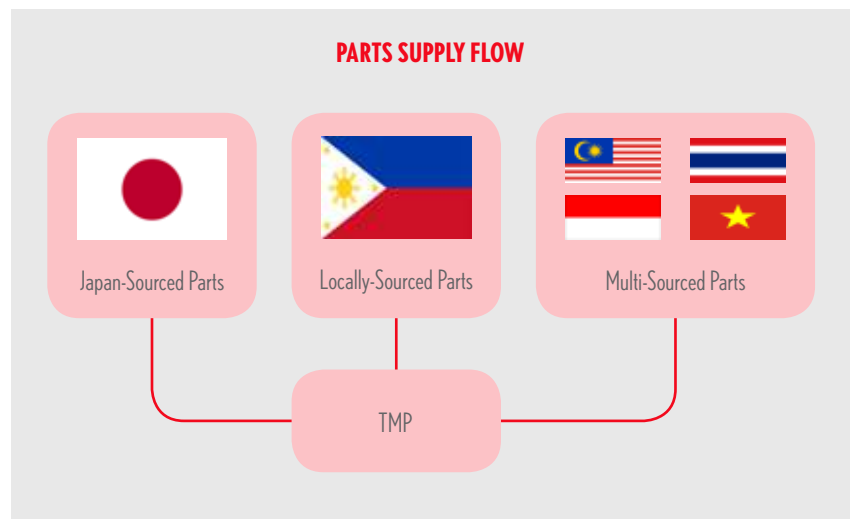 PARTS SUPPLY FLOW
Japan-Sourced Parts
Locally-Sourced Parts
Multi-Sourced Parts
TMP